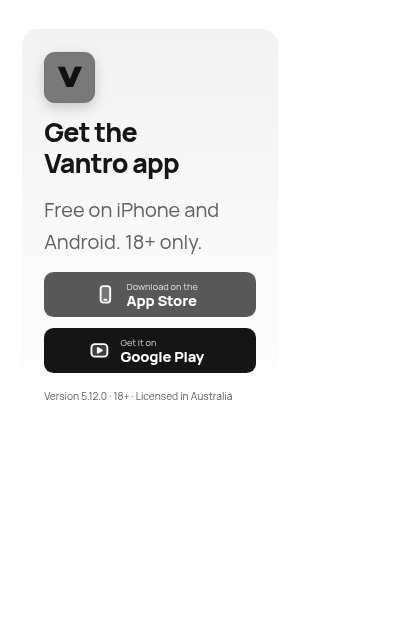 V
Get the
Vantro app
Free on iPhone and
Android. 18+ only.
Download on the
App Store
Get it on
Google Play
Version 5.12.0 · 18+ · Licensed in Australia